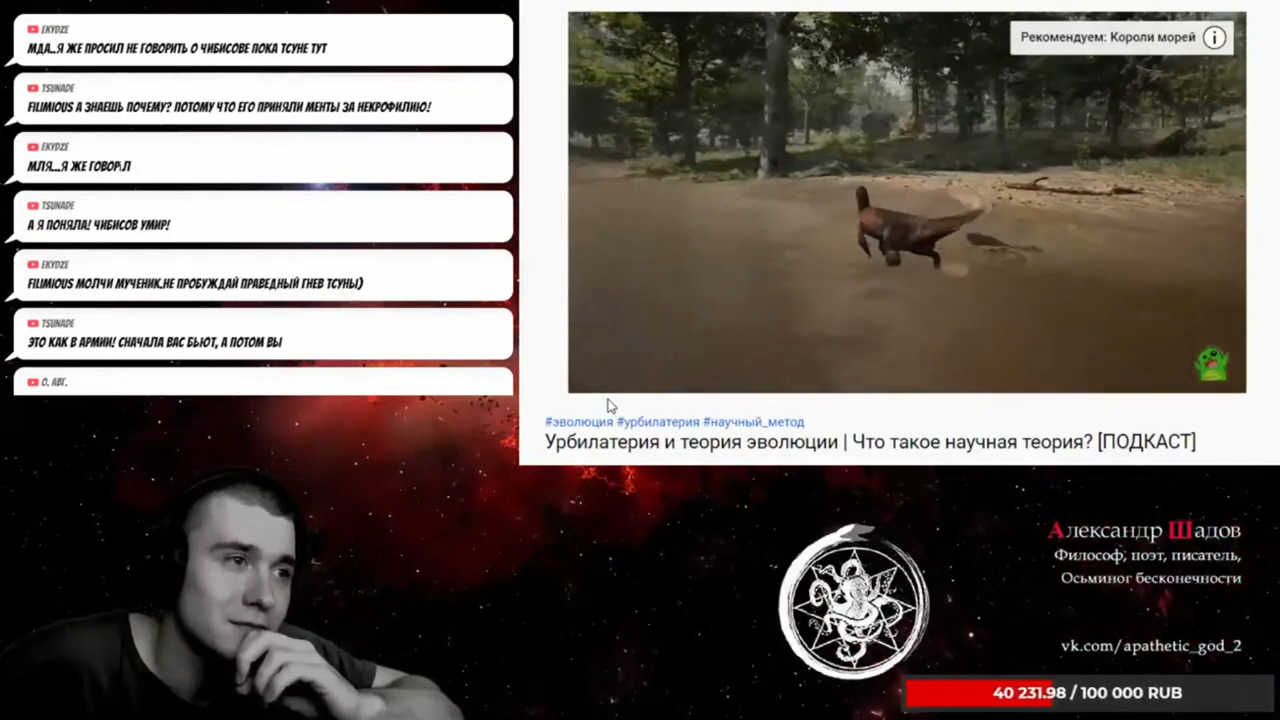 EKYDZE
МДА...Я ЖЕ ПРОСИЛ НЕ ГОВОРИТЬ О ЧИБИСОВЕ ПОКА ТСУНЕ ТУТ
TSUNADE
FILIMIOUS А ЗНАЕШЬ ПОЧЕМУ? ПОТОМУ ЧТО ЕГО ПРИНЯЛИ МЕНТЫ ЗА НЕКРОФИЛИЮ!
EKYDZE
МЛЯ...Я ЖЕ ГОВОР\Л
TSUNADE
А Я ПОНЯЛА! ЧИБИСОВ УМИР!
EKYDZE
FILIMIOUS МОЛЧИ МУЧЕНИК.НЕ ПРОБУЖДАЙ ПРАВЕДНЫЙ ГНЕВ ТСУНЫ)
TSUNADE
ЭТО КАК В АРМИИ! СНАЧАЛА ВАС БЬЮТ, А ПОТОМ ВЫ
О. АВГ.
Рекомендуем: Короли морей
#эволюция #урбилатерия #научный_метод
Урбилатерия и теория эволюции | Что такое научная теория? [ПОДКАСТ]
Александр Шадов
Философ, поэт, писатель,
Осьминог бесконечности
vk.com/apathetic_god_2
40 231.98 / 100 000 RUB